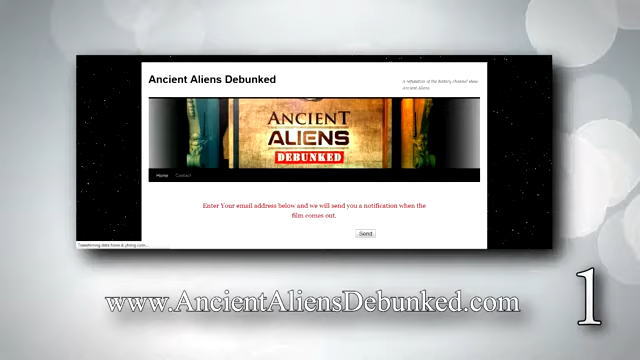 Ancient Aliens Debunked
A refutation of the history channel show
Ancient Aliens
ANCIENT
ALIENS
DEBUNKED
Home Contact
Enter Your email address below and we will send you a notification when the
film comes out.
Send
www.AncientAliensDebunked.com
1